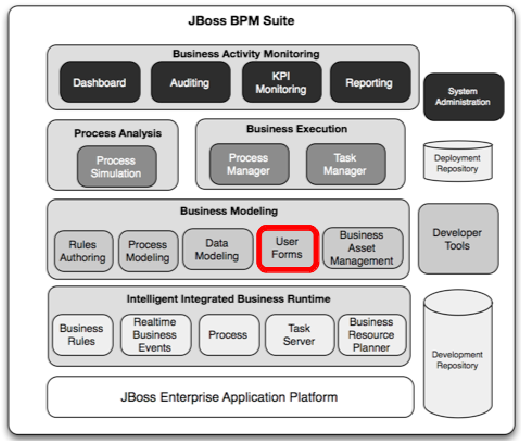 JBoss BPM Suite
Business Activity Monitoring
Dashboard
Auditing
KPI
Monitoring
Reporting
System
Administration
Process Analysis
Process
Simulation
Business Execution
Process
Manager
Task
Manager
Deployment
Repository
Business Modeling
Rules
Authoring
Process
Modeling
Data
Modeling
User
Forms
Business
Asset
Management
Developer
Tools
Intelligent Integrated Business Runtime
Business
Rules
Realtime
Business
Events
Process
Task
Server
Business
Resource
Planner
Development
Repository
JBoss Enterprise Application Platform